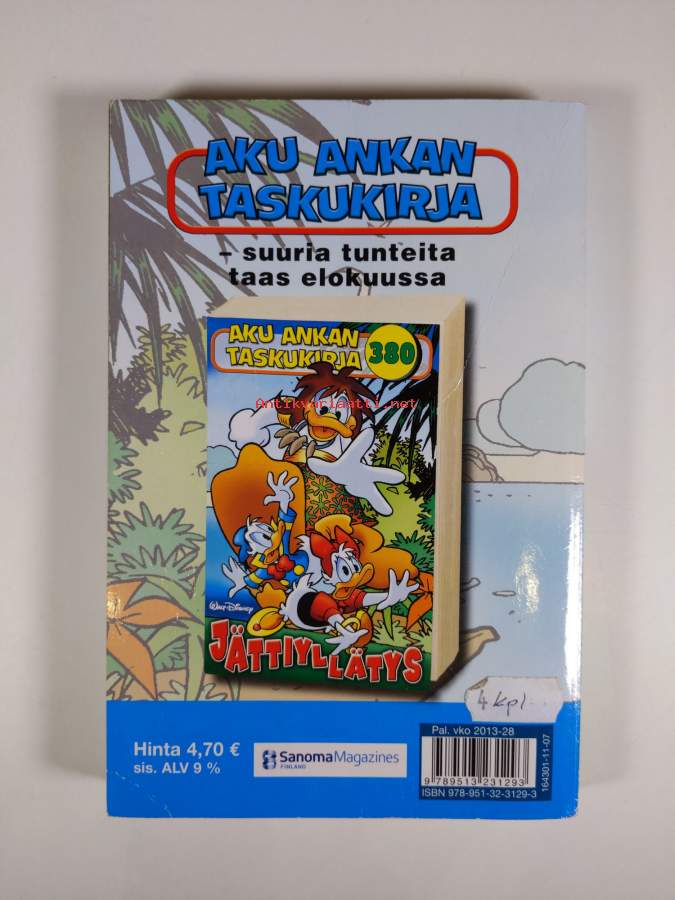 AKU ANKAN
TASKUKIRJA
– suuria tunteita
taas elokuussa
AKU ANKAN
TASKUKIRJA
380
Antikvariaatti.net
Walt Disney
JÄTTIYLLÄTYS
4 kpl
Hinta 4,70 €
sis. ALV 9 %
SanomaMagazines
FINLAND
Pal. vko 2013-28
9 789513 231293
ISBN 978-951-32-3129-3
164301-11-07